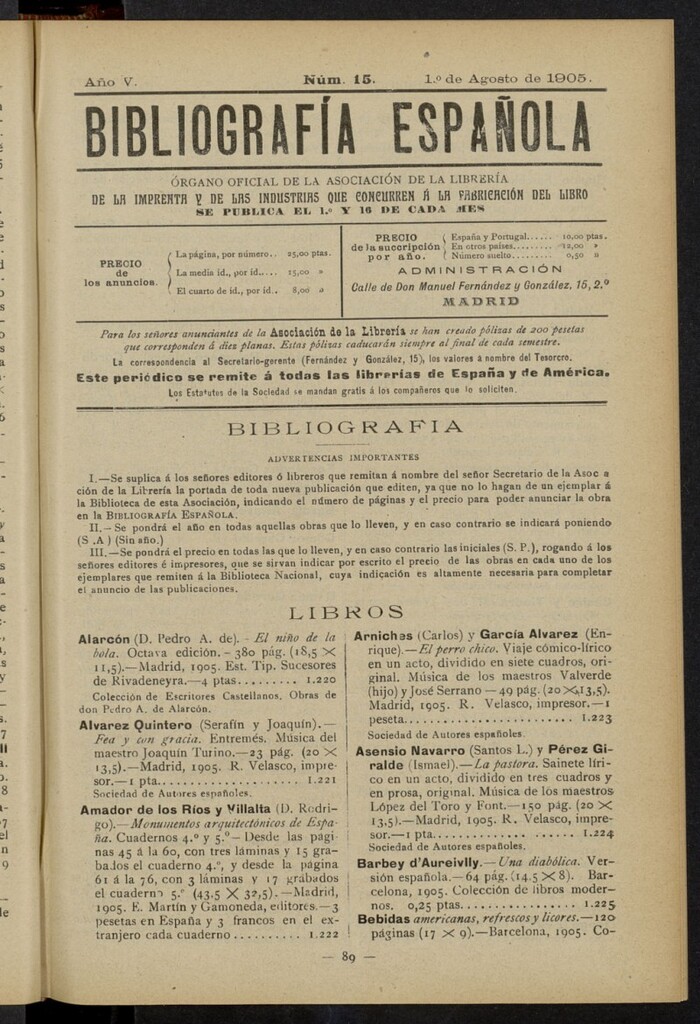 Año V.
Núm. 15.
1.º de Agosto de 1905.
BIBLIOGRAFÍA ESPAÑOLA
ÓRGANO OFICIAL DE LA ASOCIACIÓN DE LA LIBRERÍA
DE LA IMPRENTA Y DE LAS INDUSTRIAS QUE CONCURREN Á LA FABRICACIÓN DEL LIBRO
SE PUBLICA EL 1.º Y 16 DE CADA MES
PRECIO
de
los anuncios.
La página, por número.. 25,00 ptas.
La media íd., por íd..... 15,00 »
El cuarto de íd., por íd.. 8,00 »
PRECIO
de la suscripción
por año.
España y Portugal...... 10,00 ptas.
En otros países......... 12,00 »
Número suelto.......... 0,50 »
ADMINISTRACIÓN
Calle de Don Manuel Fernández y González, 15, 2.º
MADRID
Para los señores anunciantes de la Asociación de la Librería se han creado pólizas de 200 pesetas
que corresponden á diez planas. Estas pólizas caducarán siempre al final de cada semestre.
La correspondencia al Secretario-gerente (Fernández y González, 15), los valores a nombre del Tesorero.
Este periódico se remite á todas las librerías de España y de América.
Los Estatutos de la Sociedad se mandan gratis á los compañeros que lo soliciten.
BIBLIOGRAFIA
ADVERTENCIAS IMPORTANTES
I.—Se suplica á los señores editores ó libreros que remitan á nombre del señor Secretario de la Asoc a
ción de la Librería la portada de toda nueva publicación que editen, ya que no lo hagan de un ejemplar á
la Biblioteca de esta Asociación, indicando el número de páginas y el precio para poder anunciar la obra
en la BIBLIOGRAFÍA ESPAÑOLA.
II.—Se pondrá el año en todas aquellas obras que lo lleven, y en caso contrario se indicará poniendo
(S .A ) (Sin año.)
III.—Se pondrá el precio en todas las que lo lleven, y en caso contrario las iniciales (S. P.), rogando á los
señores editores é impresores, que se sirvan indicar por escrito el precio de las obras en cada uno de los
ejemplares que remiten á la Biblioteca Nacional, cuya indicación es altamente necesaria para completar
el anuncio de las publicaciones.
LIBROS
Alarcón (D. Pedro A. de). - El niño de la
bola. Octava edición. - 380 pág. (18,5 ×
11,5).—Madrid, 1905. Est. Tip. Sucesores
de Rivadeneyra.—4 ptas......... 1.220
Colección de Escritores Castellanos. Obras de
don Pedro A. de Alarcón.
Alvarez Quintero (Serafín y Joaquín).—
Fea y con gracia. Entremés. Música del
maestro Joaquín Turino.—23 pág. (20 ×
13,5).—Madrid, 1905. R. Velasco, impre-
sor.—1 pta..................... 1.221
Sociedad de Autores españoles.
Amador de los Ríos y Villalta (D. Rodri-
go).—Monumentos arquitectónicos de Espa-
ña. Cuadernos 4.º y 5.º—Desde las pági
nas 45 á la 60, con tres láminas y 15 gra-
bados el cuaderno 4.º, y desde la página
61 á la 76, con 3 láminas y 17 grabados
el cuaderno 5.º (43,5 × 32,5).—Madrid,
1905. E. Martín y Gamoneda, editores.—3
pesetas en España y 3 francos en el ex-
tranjero cada cuaderno.......... 1.222
Arniches (Carlos) y García Alvarez (En-
rique).—El perro chico. Viaje cómico-lírico
en un acto, dividido en siete cuadros, ori-
ginal. Música de los maestros Valverde
(hijo) y José Serrano—49 pág. (20 × 13,5).
Madrid, 1905. R. Velasco, impresor.—1
peseta......................... 1.223
Sociedad de Autores españoles.
Asensio Navarro (Santos L.) y Pérez Gi-
ralde (Ismael).—La pastora. Sainete líri-
co en un acto, dividido en tres cuadros y
en prosa, original. Música de los maestros
López del Toro y Font.—150 pág. (20 ×
13,5).—Madrid, 1905. R. Velasco, impre-
sor.—1 pta..................... 1.224
Sociedad de Autores españoles.
Barbey d'Aureivlly.—Una diabólica. Ver-
sión española.—64 pág. (14.5 × 8). Bar-
celona, 1905. Colección de libros moder-
nos. 0,25 ptas.................. 1.225
Bebidas americanas, refrescos y licores.—120
páginas (17 × 9).—Barcelona, 1905. Co-
— 89 —